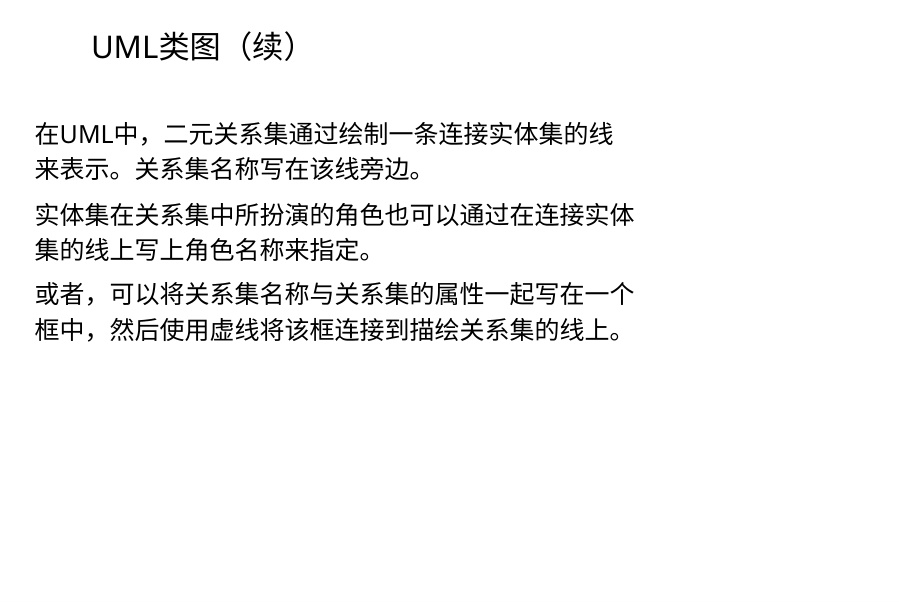 UML类图（续）
在UML中，二元关系集通过绘制一条连接实体集的线
来表示。关系集名称写在该线旁边。
实体集在关系集中所扮演的角色也可以通过在连接实体
集的线上写上角色名称来指定。
或者，可以将关系集名称与关系集的属性一起写在一个
框中，然后使用虚线将该框连接到描绘关系集的线上。